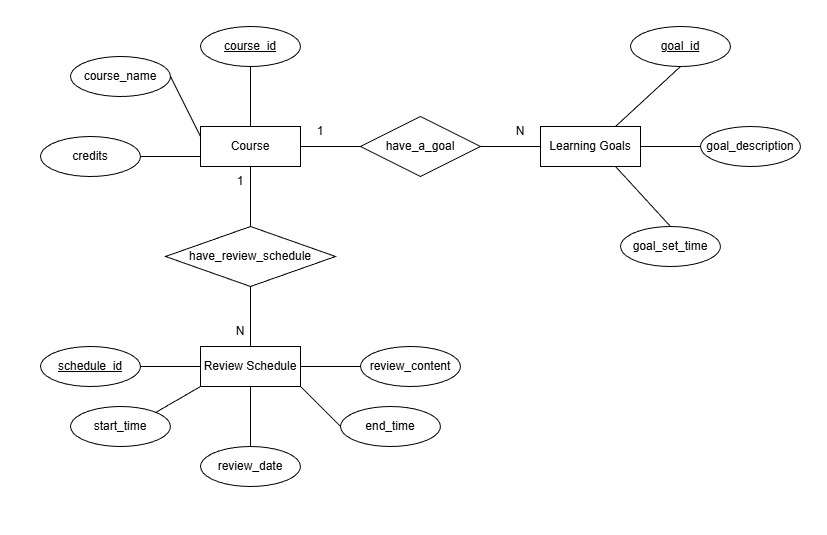 course_id
goal_id
course_name
1
N
Course
have_a_goal
Learning Goals
goal_description
credits
1
goal_set_time
have_review_schedule
N
schedule_id
Review Schedule
review_content
start_time
end_time
review_date